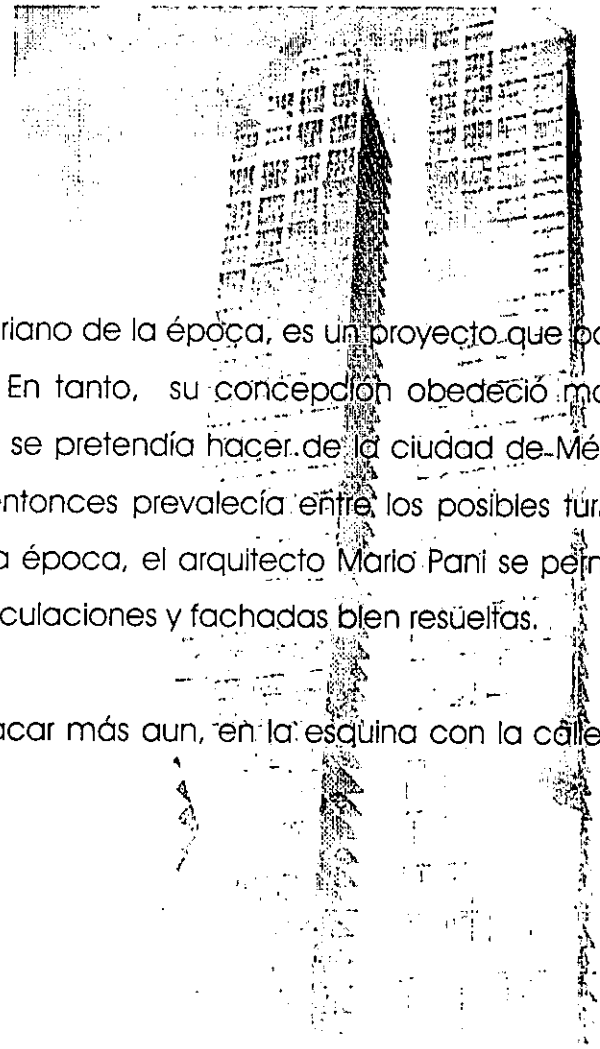 riano de la época, es un proyecto que
En tanto, su concepción obedeció
se pretendía hacer de la ciudad de Mé
entonces prevalecía entre los posibles
a época, el arquitecto Mario Pani se
culaciones y fachadas bien resueltas.
acar más aun, en la esquina con la calle